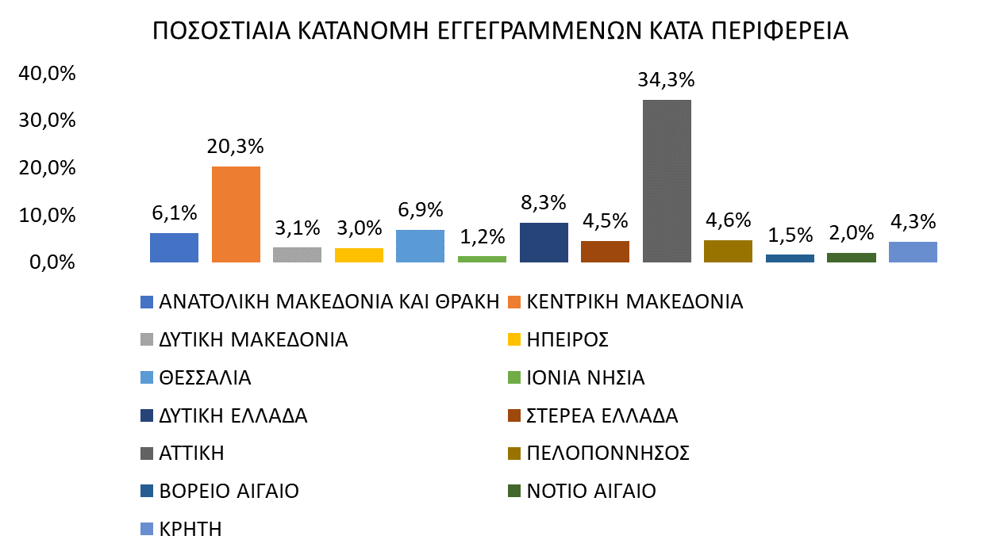 ΠΟΣΟΣΤΙΑΙΑ ΚΑΤΑΝΟΜΗ ΕΓΓΕΓΡΑΜΜΕΝΩΝ ΚΑΤΑ ΠΕΡΙΦΕΡΕΙΑ
40,0%
30,0%
20,0%
10,0%
0,0%
6,1%
20,3%
3,1%
3,0%
6,9%
1,2%
8,3%
4,5%
34,3%
4,6%
1,5%
2,0%
4,3%
ΑΝΑΤΟΛΙΚΗ ΜΑΚΕΔΟΝΙΑ ΚΑΙ ΘΡΑΚΗ
ΚΕΝΤΡΙΚΗ ΜΑΚΕΔΟΝΙΑ
ΔΥΤΙΚΗ ΜΑΚΕΔΟΝΙΑ
ΗΠΕΙΡΟΣ
ΘΕΣΣΑΛΙΑ
ΙΟΝΙΑ ΝΗΣΙΑ
ΔΥΤΙΚΗ ΕΛΛΑΔΑ
ΣΤΕΡΕΑ ΕΛΛΑΔΑ
ΑΤΤΙΚΗ
ΠΕΛΟΠΟΝΝΗΣΟΣ
ΒΟΡΕΙΟ ΑΙΓΑΙΟ
ΝΟΤΙΟ ΑΙΓΑΙΟ
ΚΡΗΤΗ